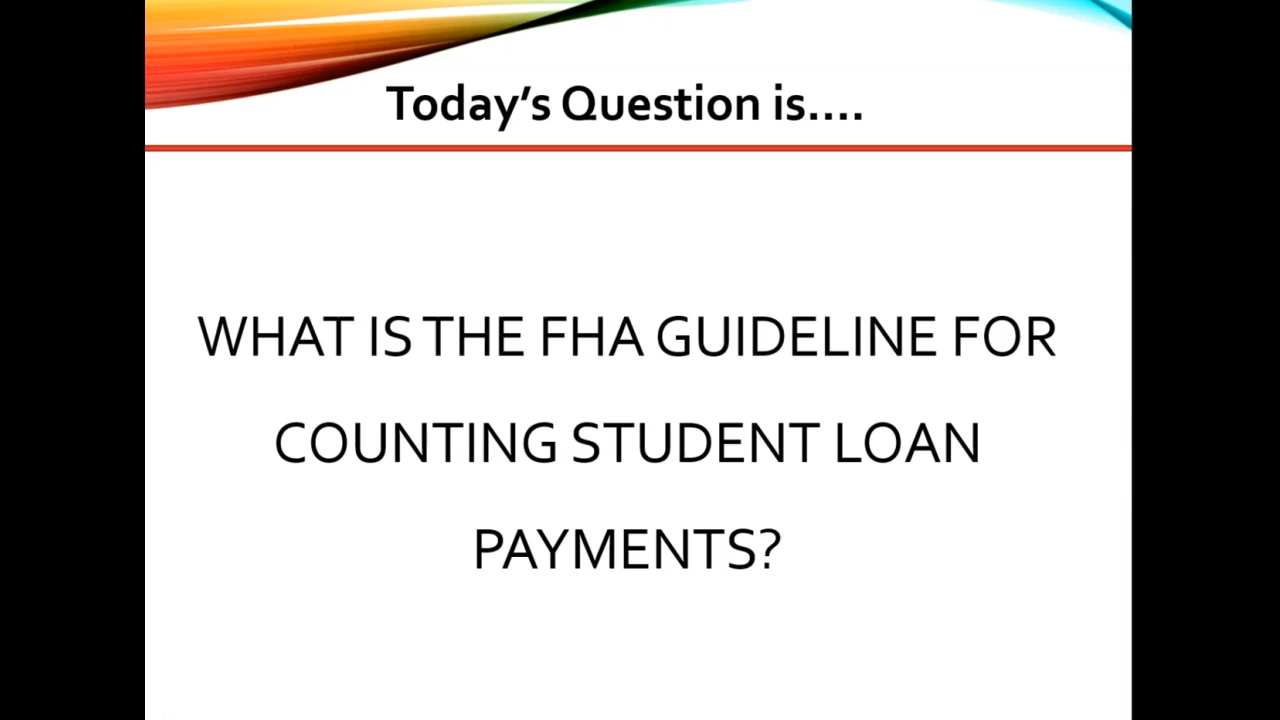 Today's Question is....
WHAT IS THE FHA GUIDELINE FOR
COUNTING STUDENT LOAN
PAYMENTS?